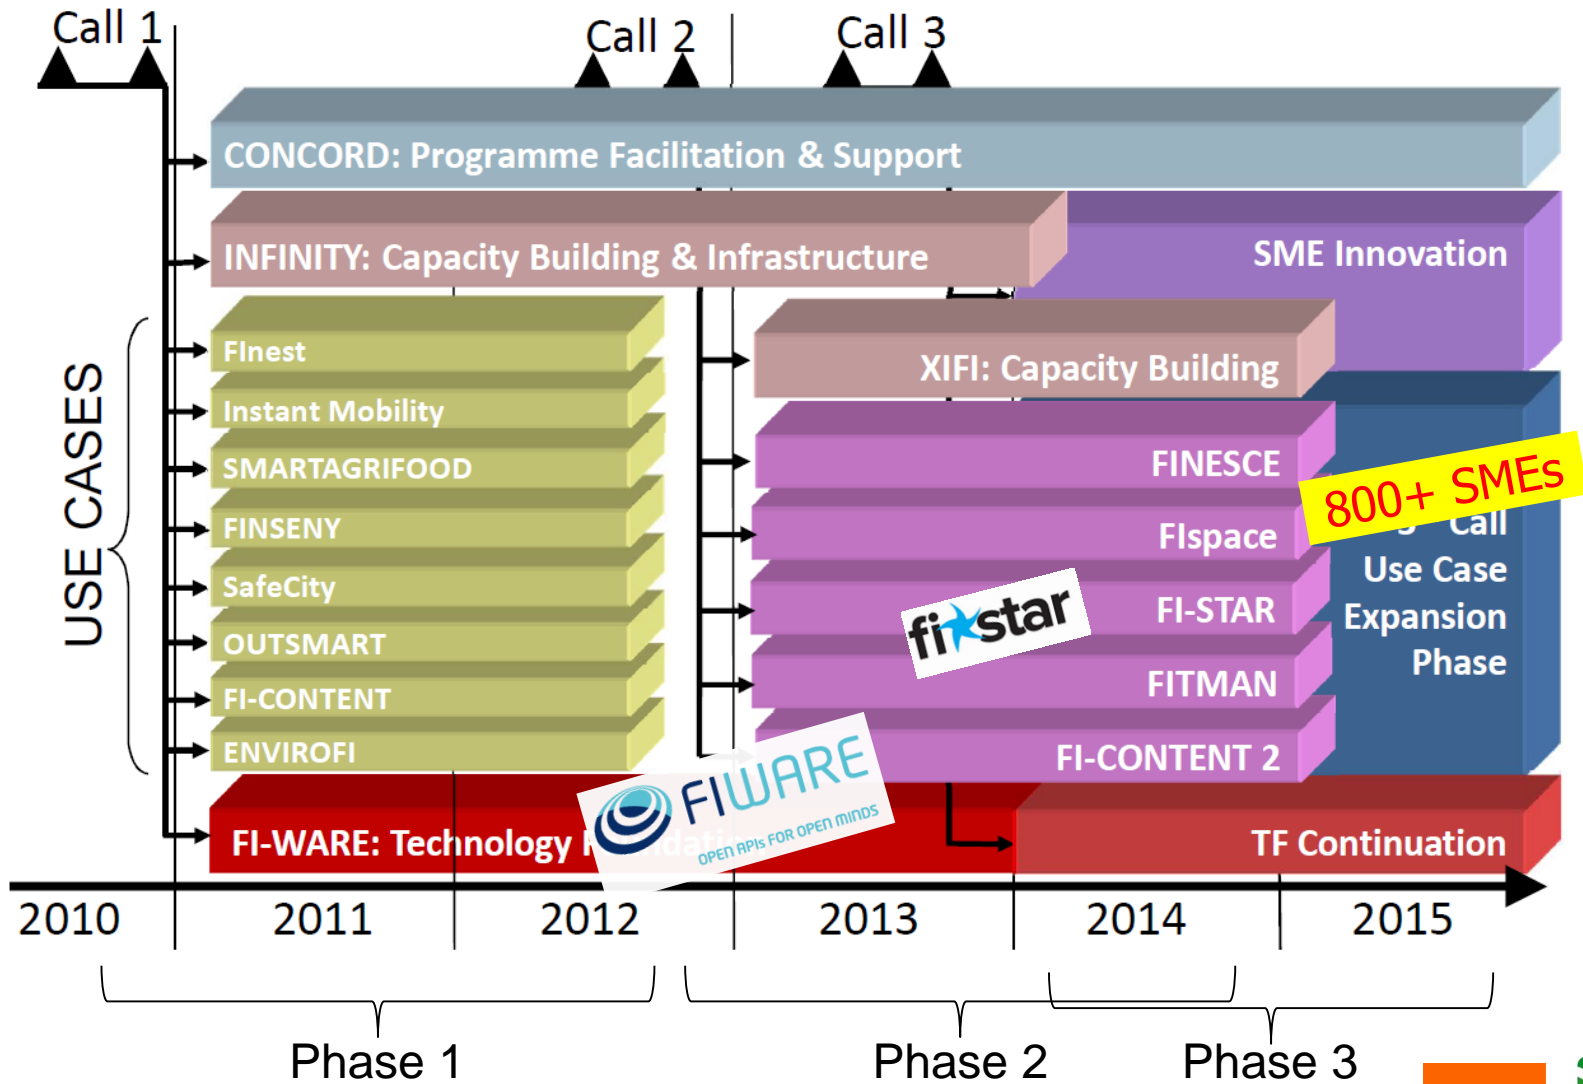 Call 1
Call 2
Call 3
CONCORD: Programme Facilitation & Support
INFINITY: Capacity Building & Infrastructure
SME Innovation
USE CASES
FInest
Instant Mobility
SMARTAGRIFOOD
FINSENY
SafeCity
OUTSMART
FI-CONTENT
ENVIROFI
XIFI: Capacity Building
FINESCE
FIspace
FI-STAR
FITMAN
FI-CONTENT 2
fi star
800+ SMEs
Call
Use Case
Expansion
Phase
FIWARE
OPEN APIs FOR OPEN MINDS
FI-WARE: Technology
TF Continuation
2010 2011 2012 2013 2014 2015
Phase 1 Phase 2 Phase 3